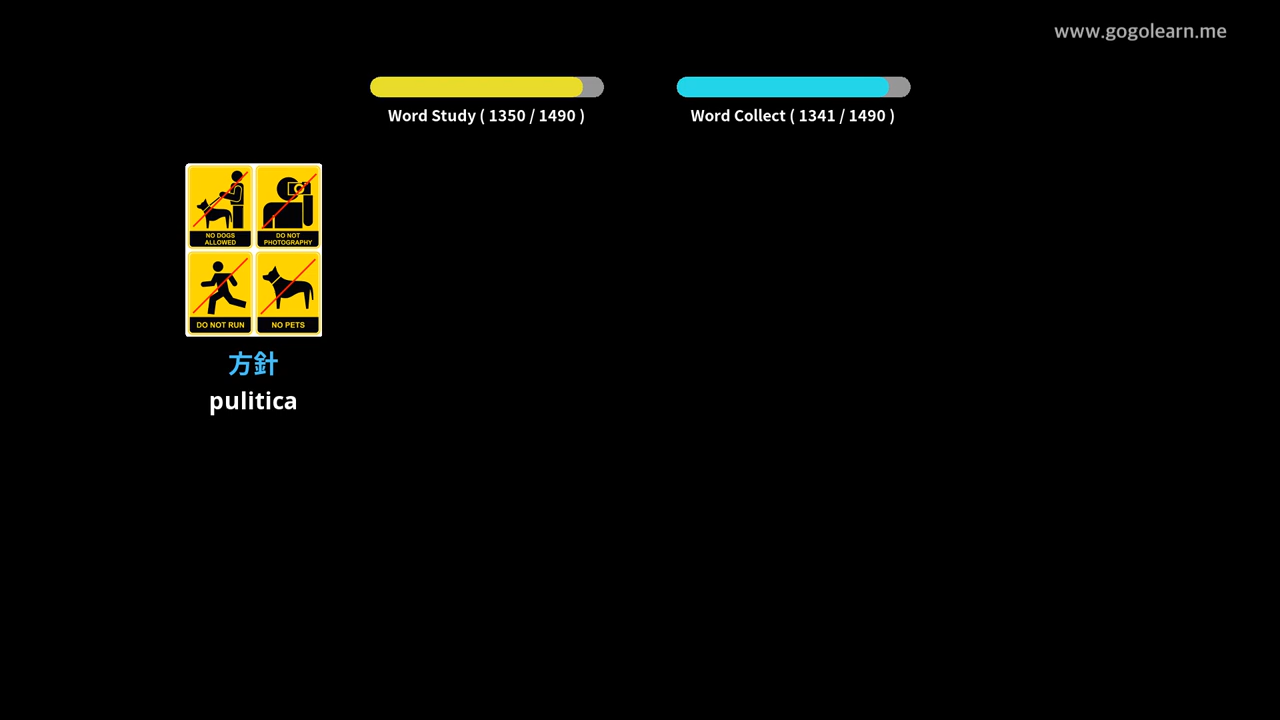 www.gogolearn.me
Word Study ( 1350 / 1490 )
Word Collect ( 1341 / 1490 )
NO DOGS
ALLOWED
DO NOT
PHOTOGRAPHY
DO NOT RUN
NO PETS
方針
pulitica